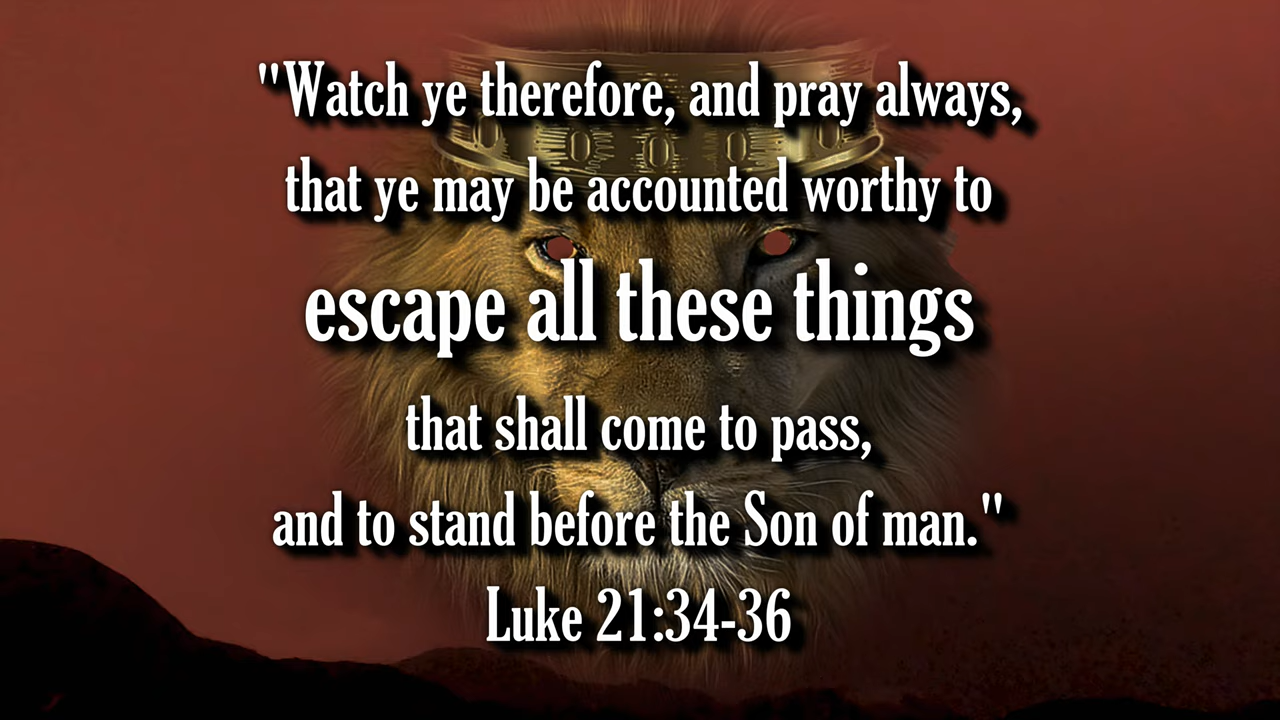 "Watch ye therefore, and pray always,
that ye may be accounted worthy to
escape all these things
that shall come to pass,
and to stand before the Son of man."
Luke 21:34-36